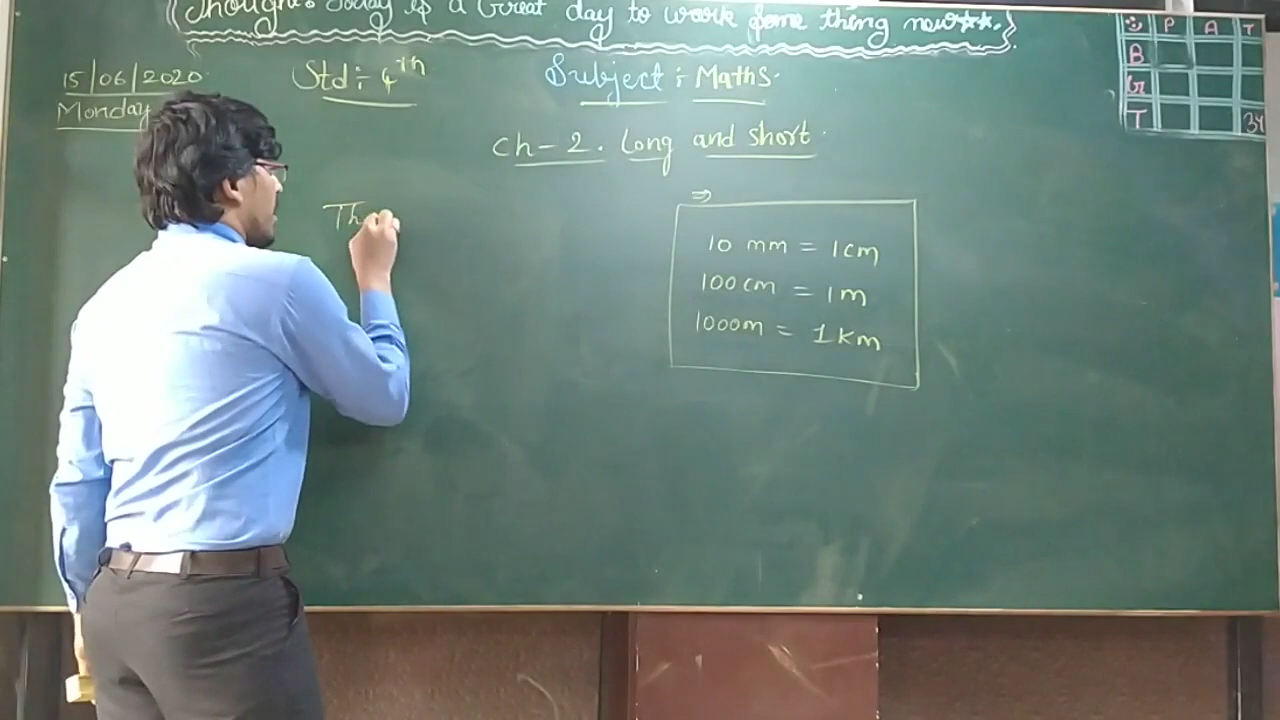 Thought: Today is a Great day to work some thing new**.
15/06/2020
Monday
Std : 4th
Subject : Maths.
Ch-2. Long and short.
Th
⇒
10 mm = 1cm
100 cm = 1m
1000m = 1km
P A T
B
G
T 34